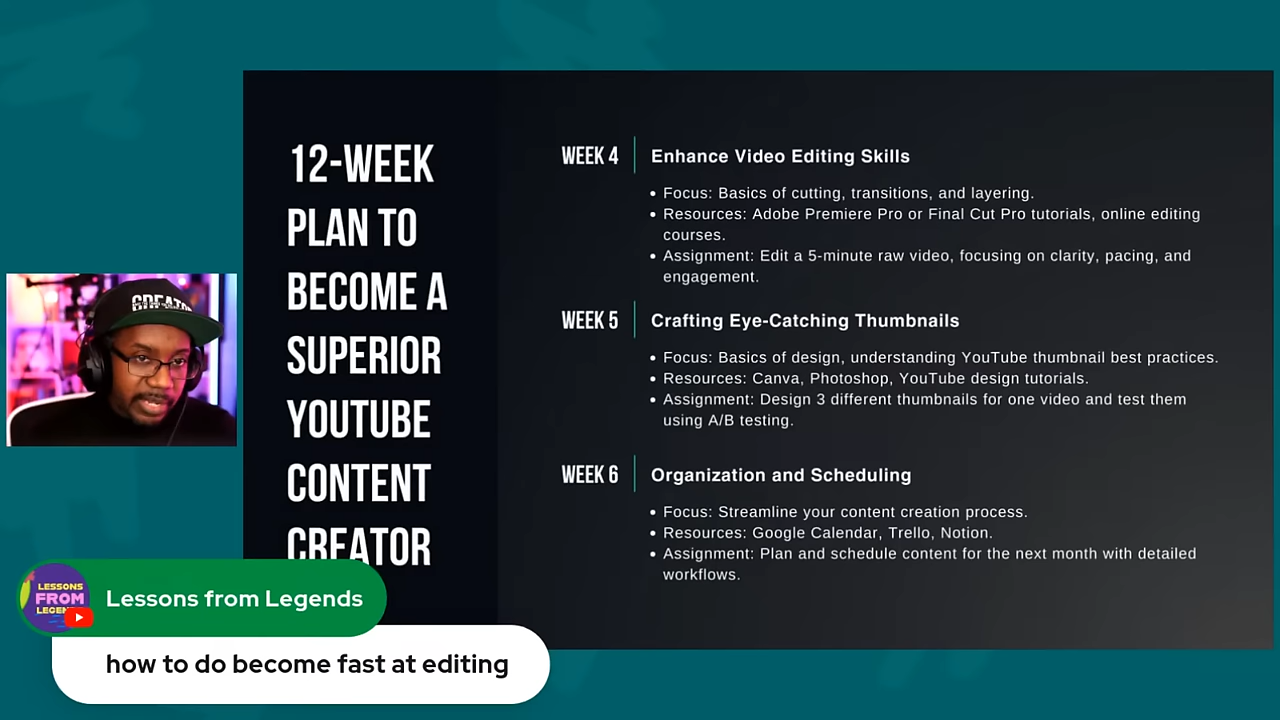 12-WEEK
PLAN TO
BECOME A
SUPERIOR
YOUTUBE
CONTENT
CREATOR
WEEK 4
Enhance Video Editing Skills
• Focus: Basics of cutting, transitions, and layering.
• Resources: Adobe Premiere Pro or Final Cut Pro tutorials, online editing
courses.
• Assignment: Edit a 5-minute raw video, focusing on clarity, pacing, and
engagement.
WEEK 5
Crafting Eye-Catching Thumbnails
• Focus: Basics of design, understanding YouTube thumbnail best practices.
• Resources: Canva, Photoshop, YouTube design tutorials.
• Assignment: Design 3 different thumbnails for one video and test them
using A/B testing.
WEEK 6
Organization and Scheduling
• Focus: Streamline your content creation process.
• Resources: Google Calendar, Trello, Notion.
• Assignment: Plan and schedule content for the next month with detailed
workflows.
LESSONS
FROM
Lessons from Legends
how to do become fast at editing